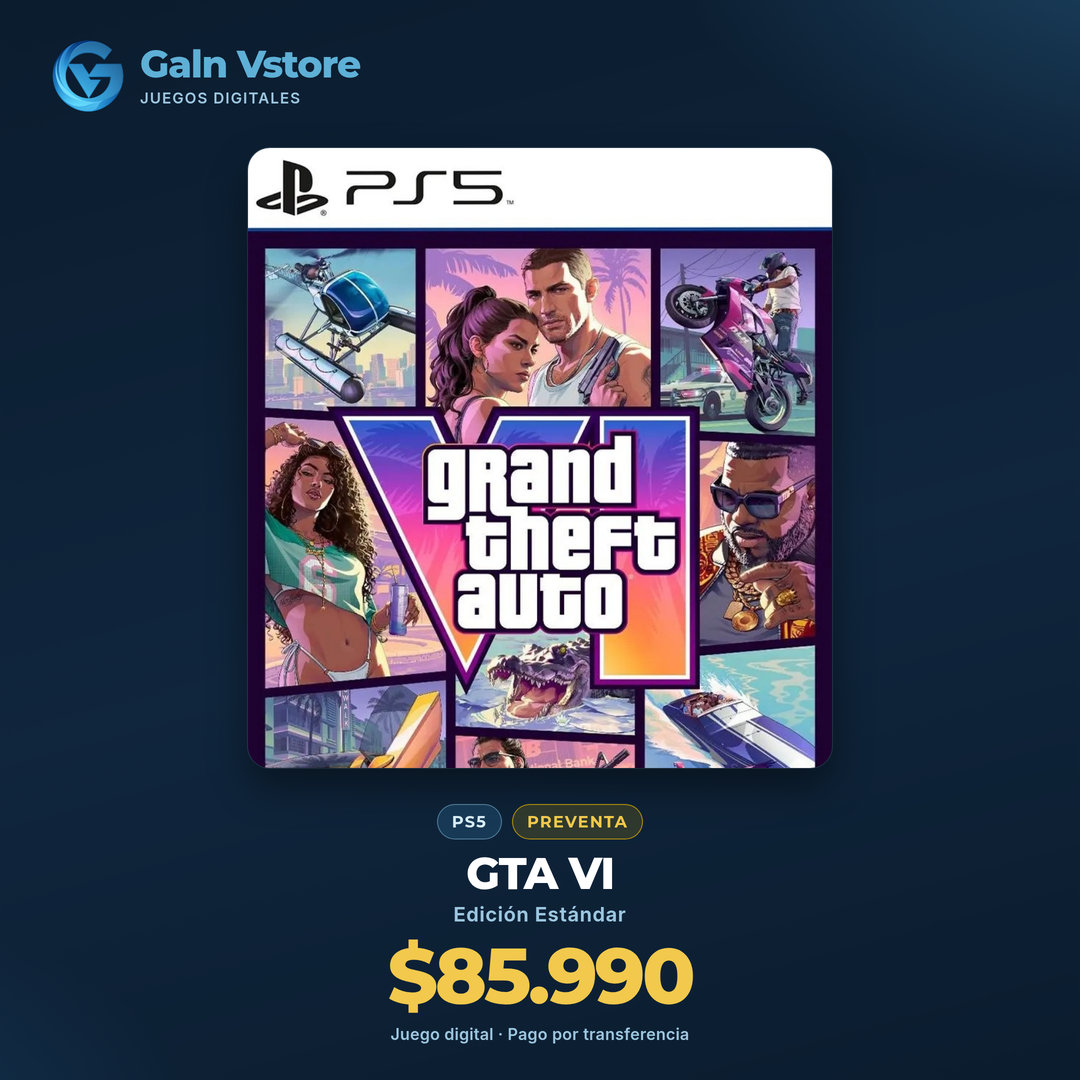 GaIn Vstore
JUEGOS DIGITALES
PS5
grand
theft
auto
VI
PS5
PREVENTA
GTA VI
Edición Estándar
$85.990
Juego digital · Pago por transferencia